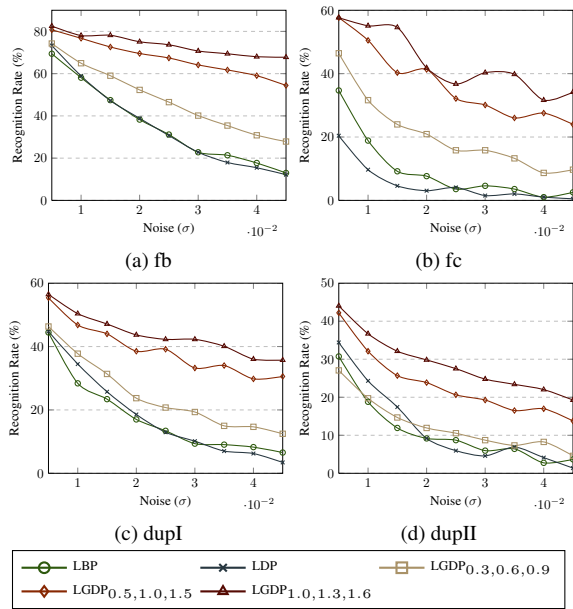 80
60
40
20
0
Recognition Rate (%)
1 2 3 4
Noise (σ) ·10⁻²
(a) fb
60
40
20
0
Recognition Rate (%)
1 2 3 4
Noise (σ) ·10⁻²
(b) fc
60
40
20
0
Recognition Rate (%)
1 2 3 4
Noise (σ) ·10⁻²
(c) dupI
50
40
30
20
10
0
Recognition Rate (%)
1 2 3 4
Noise (σ) ·10⁻²
(d) dupII
LBP LDP LGDP0.3,0.6,0.9
LGDP0.5,1.0,1.5 LGDP1.0,1.3,1.6